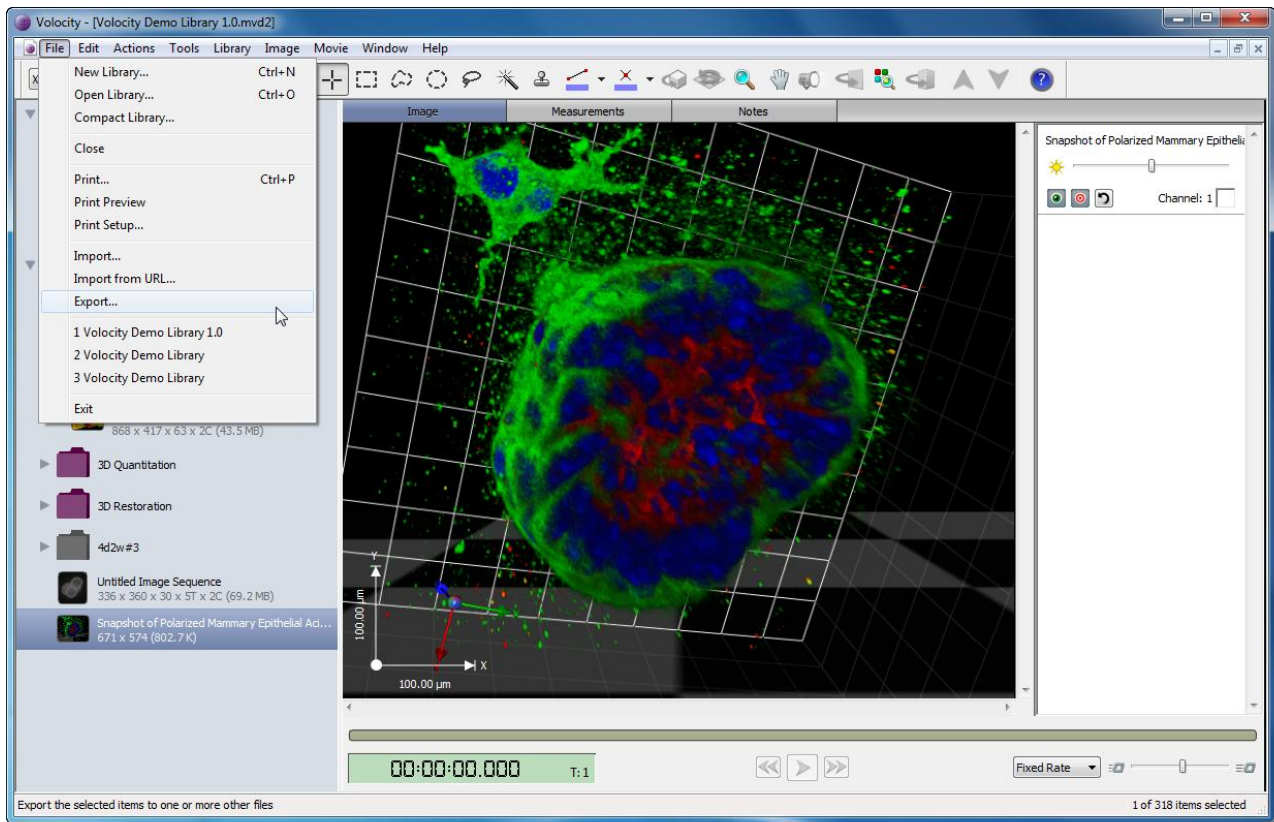 Volocity - [Volocity Demo Library 1.0.mvd2]
File Edit Actions Tools Library Image Movie Window Help
New Library... Ctrl+N
Open Library... Ctrl+O
Compact Library...
Close
Print... Ctrl+P
Print Preview
Print Setup...
Import...
Import from URL...
Export...
1 Volocity Demo Library 1.0
2 Volocity Demo Library
3 Volocity Demo Library
Exit
868 x 417 x 63 x 2C (43.5 MB)
3D Quantitation
3D Restoration
4d2w#3
Untitled Image Sequence
336 x 360 x 30 x 5T x 2C (69.2 MB)
Snapshot of Polarized Mammary Epithelial Aci...
671 x 574 (802.7 K)
Image Measurements Notes
Y
100.00 µm
X
100.00 µm
Snapshot of Polarized Mammary Epithelia
Channel: 1
00:00:00.000 T: 1
Fixed Rate
Export the selected items to one or more other files
1 of 318 items selected